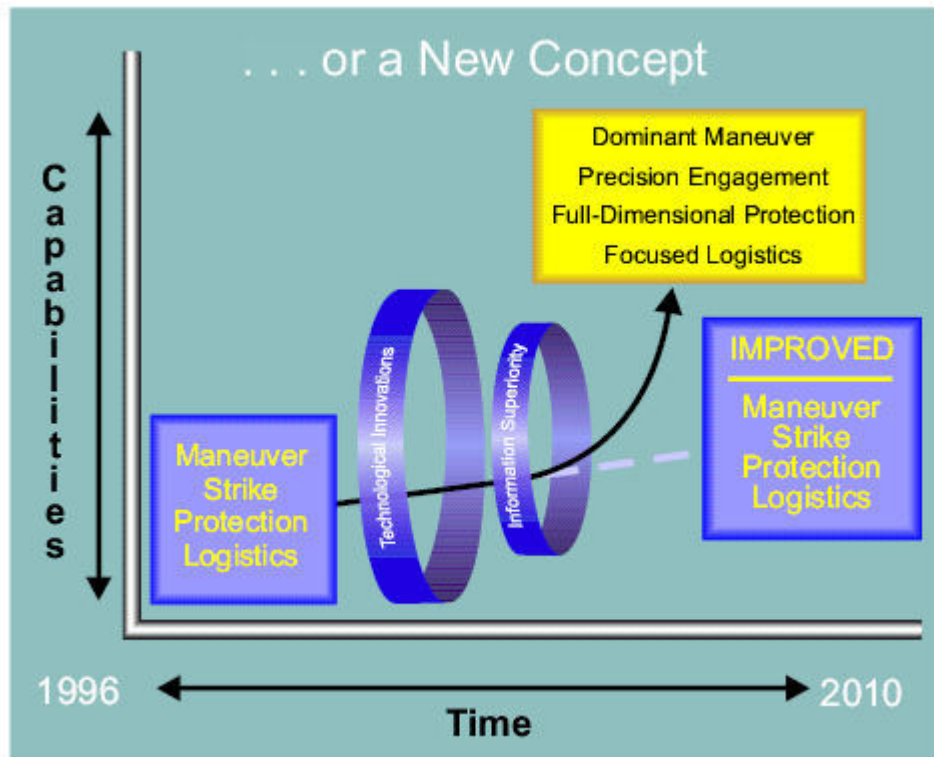 . . . or a New Concept
Capabilities
Dominant Maneuver
Precision Engagement
Full-Dimensional Protection
Focused Logistics
Technological Innovations
Information Superiority
Maneuver
Strike
Protection
Logistics
IMPROVED
Maneuver
Strike
Protection
Logistics
1996
2010
Time